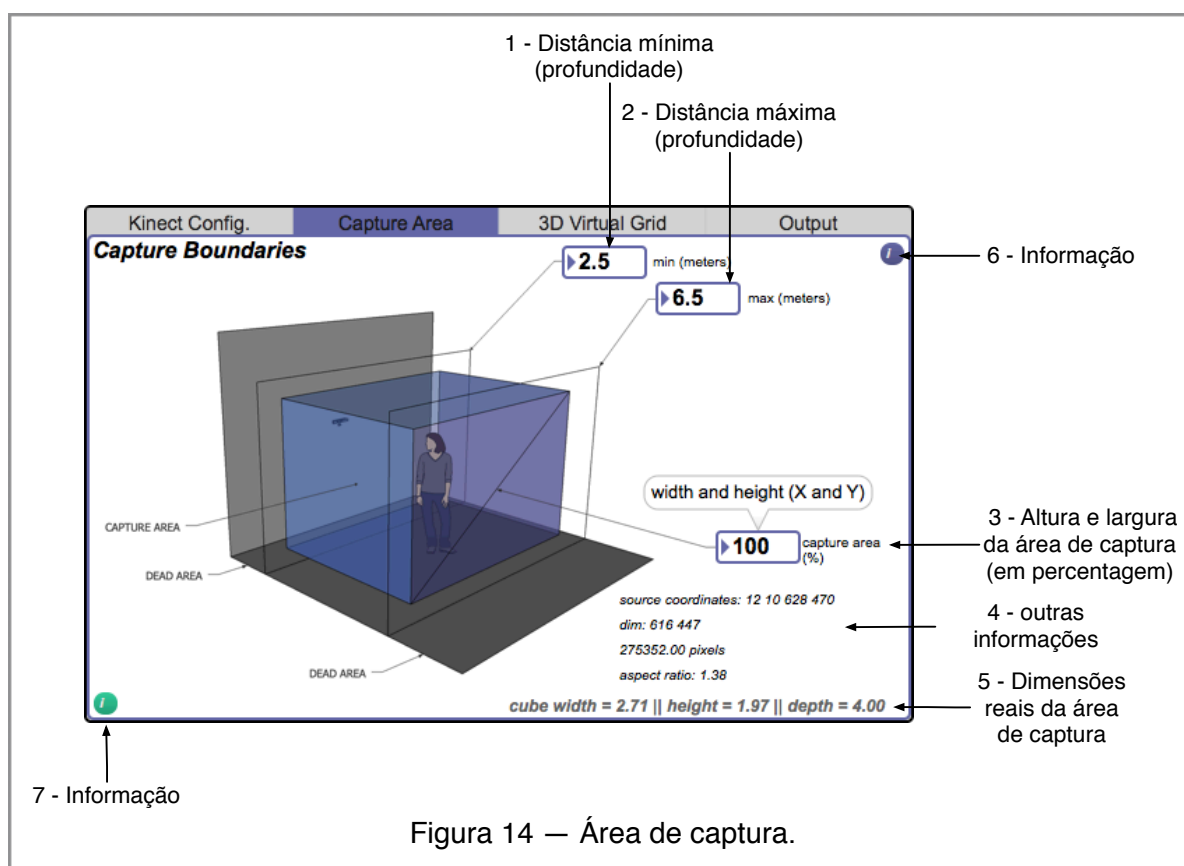 1 - Distância mínima
(profundidade)
2 - Distância máxima
(profundidade)
Kinect Config.
Capture Area
3D Virtual Grid
Output
Capture Boundaries
2.5
min (meters)
i
6 - Informação
6.5
max (meters)
width and height (X and Y)
100
capture area
(%)
3 - Altura e largura
da área de captura
(em percentagem)
CAPTURE AREA
DEAD AREA
source coordinates: 12 10 628 470
dim: 616 447
275352.00 pixels
aspect ratio: 1.38
4 - outras
informações
DEAD AREA
5 - Dimensões
reais da área
de captura
i
cube width = 2.71 || height = 1.97 || depth = 4.00
7 - Informação
Figura 14 — Área de captura.